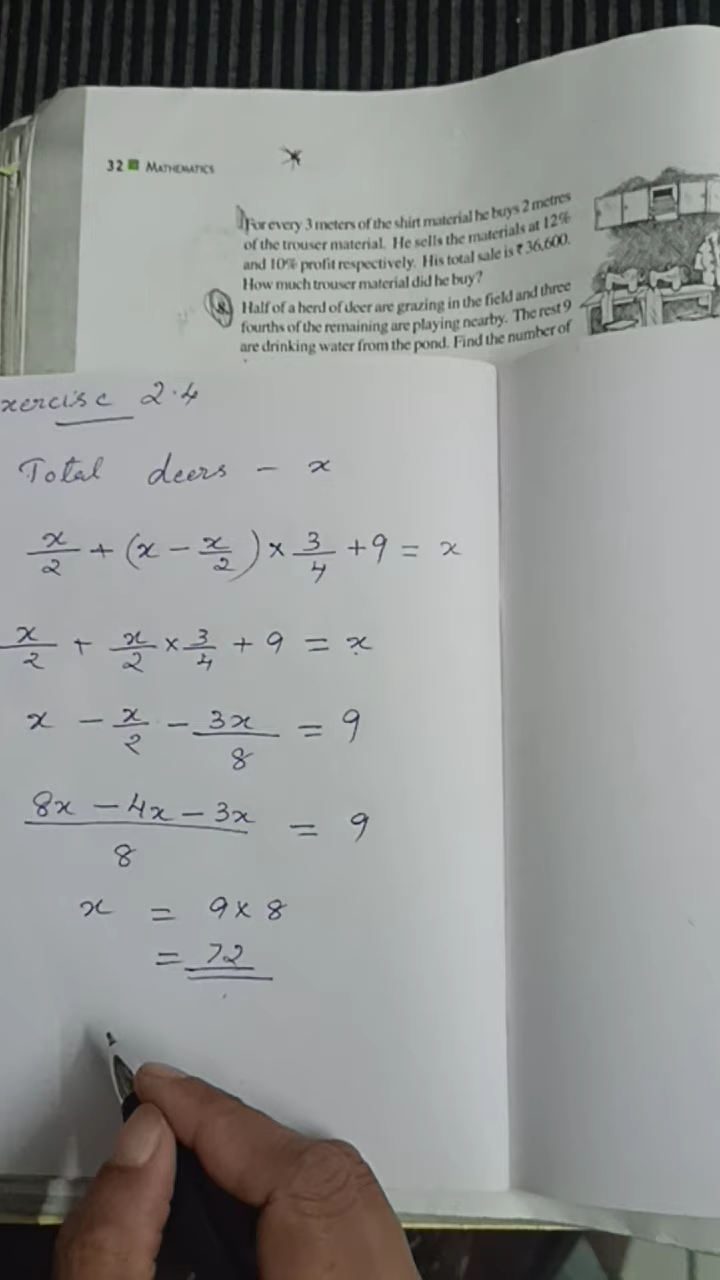 32 MATHEMATICS
For every 3 meters of the shirt material he buys 2 metres
of the trouser material. He sells the materials at 12%
and 10% profit respectively. His total sale is ₹ 36,600.
How much trouser material did he buy?
8. Half of a herd of deer are grazing in the field and three
fourths of the remaining are playing nearby. The rest 9
are drinking water from the pond. Find the number of
xercise 2.4
Total deers - x
x/2 + (x - x/2) × 3/4 + 9 = x
x/2 + x/2 × 3/4 + 9 = x
x - x/2 - 3x/8 = 9
8x - 4x - 3x / 8 = 9
x = 9 × 8
= 72